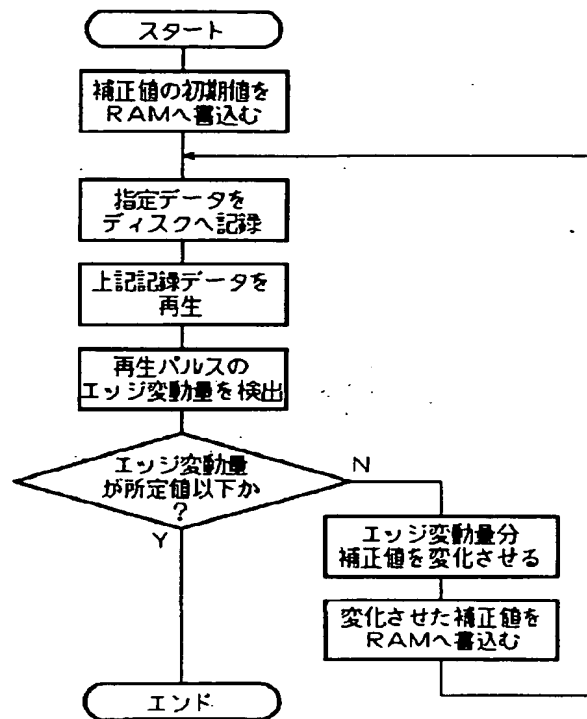 スタート
補正値の初期値を
RAMへ書込む
指定データを
ディスクへ記録
上記記録データを
再生
再生パルスの
エッジ変動量を検出
エッジ変動量
が所定値以下か
?
N
Y
エッジ変動量分
補正値を変化させる
変化させた補正値を
RAMへ書込む
エンド